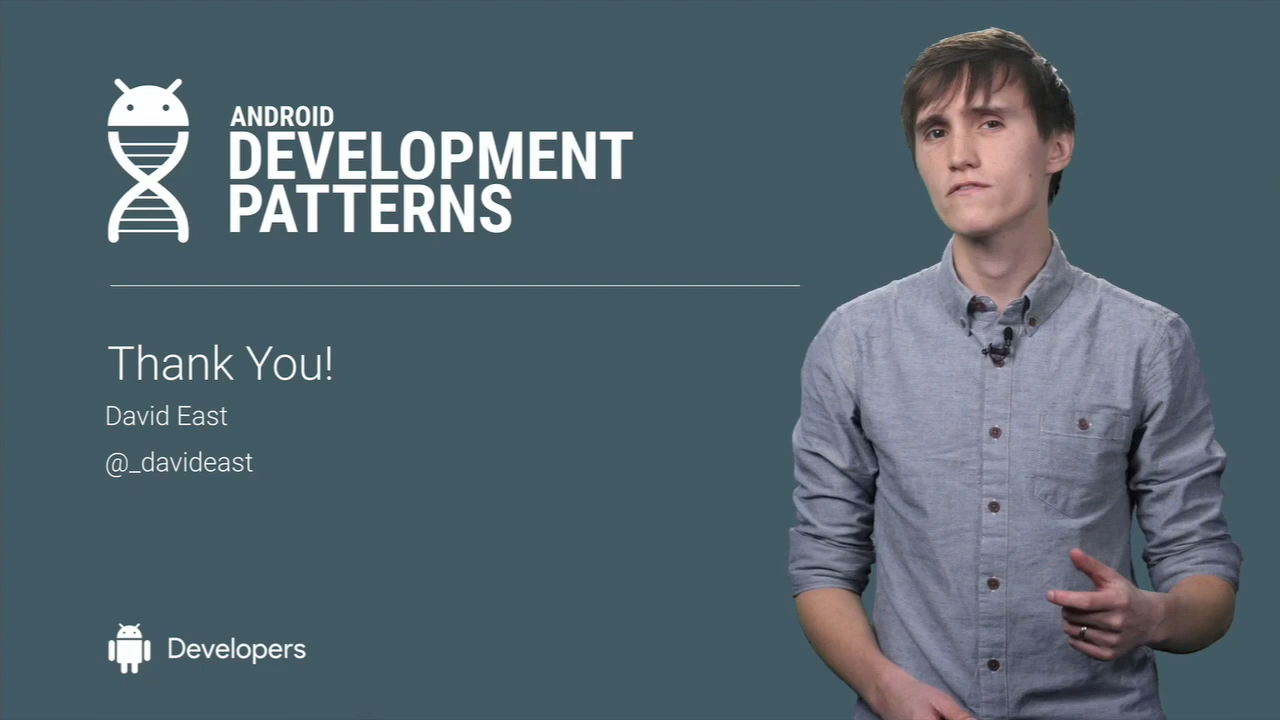 ANDROID
DEVELOPMENT
PATTERNS
Thank You!
David East
@_davideast
Developers